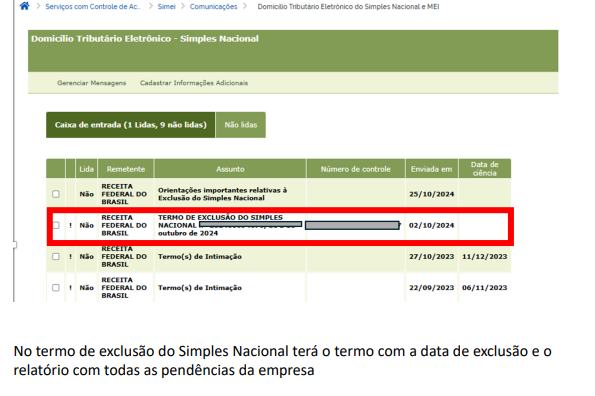 Serviços com Controle de Ac.. > Simei > Comunicações > Domicílio Tributário Eletrônico do Simples Nacional e MEI
Domicílio Tributário Eletrônico - Simples Nacional
Gerenciar Mensagens Cadastrar Informações Adicionais
Caixa de entrada (1 Lidas, 9 não lidas) Não lidas
Lida Remetente Assunto Número de controle Enviada em Data de ciência
Não RECEITA FEDERAL DO BRASIL Orientações importantes relativas à Exclusão do Simples Nacional 25/10/2024
! Não RECEITA FEDERAL DO BRASIL TERMO DE EXCLUSÃO DO SIMPLES NACIONAL outubro de 2024 02/10/2024
! Não RECEITA FEDERAL DO BRASIL Termo(s) de Intimação 27/10/2023 11/12/2023
! Não RECEITA FEDERAL DO BRASIL Termo(s) de Intimação 22/09/2023 06/11/2023
No termo de exclusão do Simples Nacional terá o termo com a data de exclusão e o
relatório com todas as pendências da empresa